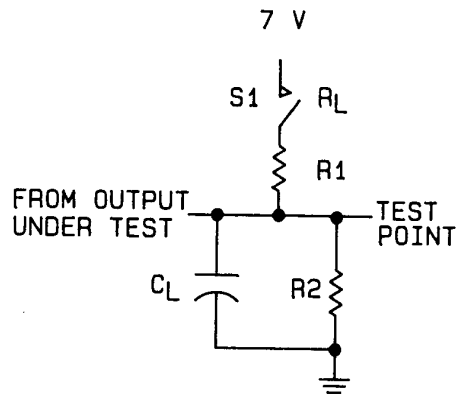 7 V
S1 RL
R1
FROM OUTPUT
UNDER TEST
TEST
POINT
CL
R2